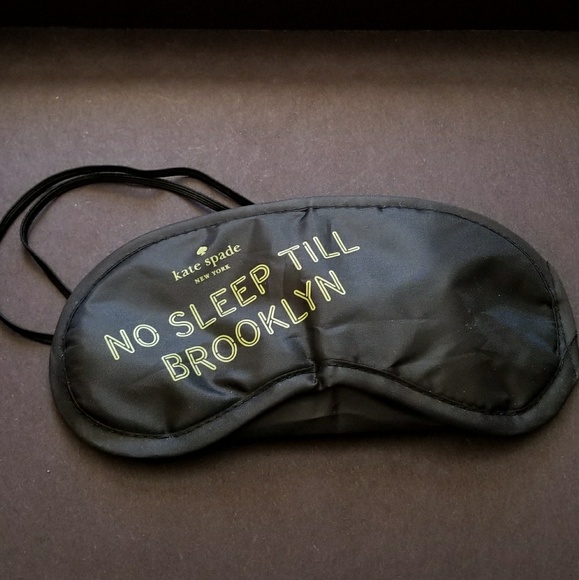 kate spade
NEW YORK
NO SLEEP TiLL
BROOKLYN